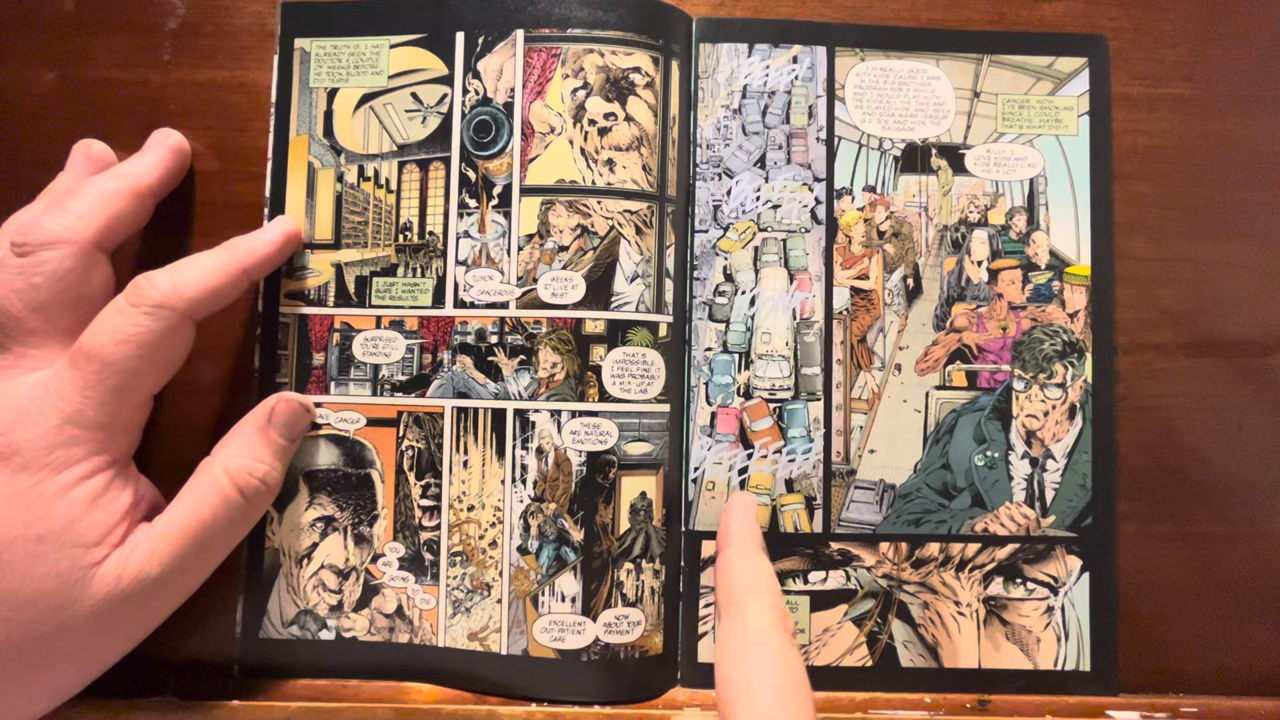 THE TRUTH IS, I HAD
ALREADY SEEN THE
DOCTOR A COUPLE
OF WEEKS BEFORE.
HE TOOK BLOOD AND
DID TESTS.
I JUST WASN'T
SURE I WANTED
THE RESULTS
TUMOR
CANCEROUS
WEEKS
TO LIVE AT
BEST
SURPRISED
YOU'RE STILL
STANDING
THAT'S
IMPOSSIBLE
I FEEL FINE IT
WAS PROBABLY
A MIX-UP AT
THE LAB
CANCER
YOU
ARE
GOING
TO DIE
THESE
ARE NATURAL
EMOTIONS
EXCELLENT
OUT-PATIENT
CARE
NOW
ABOUT YOUR
PAYMENT
BEEP!
I'M REALLY GOOD
WITH KIDS 'CAUSE I WAS
IN THE BIG BROTHER
PROGRAM FOR A WHILE
AND I WOULD PLAY WITH
THE KIDS ALL THE TIME AND
WE PLAYED HIDE AND SEEK
AND STAR WARS VERSUS
G.I. JOE AND HIDE THE
SAUSAGE
CANCER. WOW.
I'VE BEEN SMOKING
SINCE I COULD
BREATHE. MAYBE
THAT'S WHAT DID IT.
BILLY. I
LOVE KIDS AND
KIDS REALLY LIKE
ME A LOT
ALL
TO